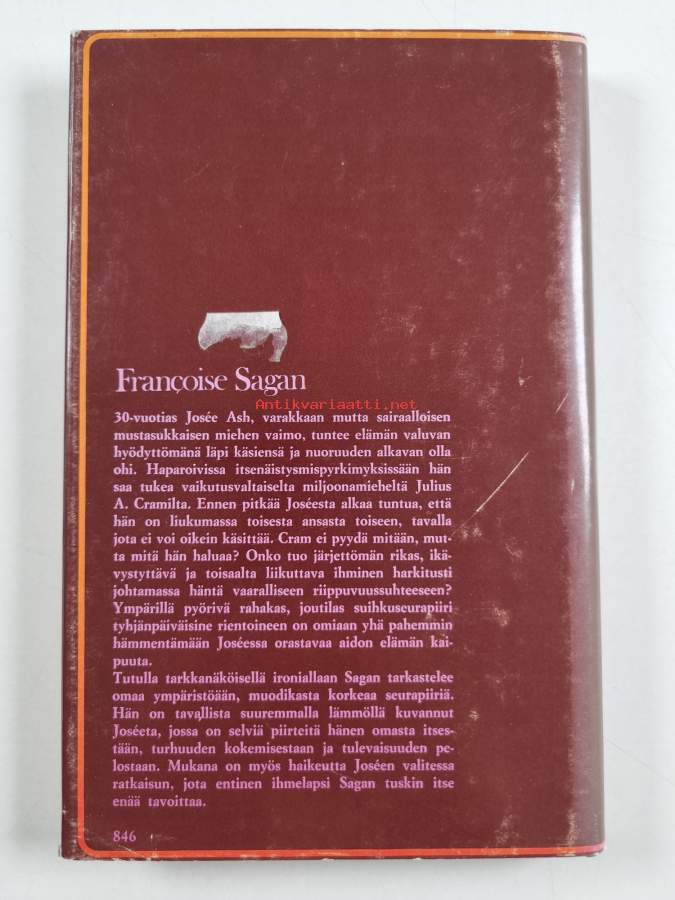 Françoise Sagan
Antikvariaatti.net
30-vuotias Josée Ash, varakkaan mutta sairaalloisen
mustasukkaisen miehen vaimo, tuntee elämän valuvan
hyödyttömänä läpi käsiensä ja nuoruuden alkavan olla
ohi. Haparoivissa itsenäistymispyrkimyksissään hän
saa tukea vaikutusvaltaiselta miljoonamieheltä Julius
A. Cramilta. Ennen pitkää Joséesta alkaa tuntua, että
hän on liukumassa toisesta ansasta toiseen, tavalla
jota ei voi oikein käsittää. Cram ei pyydä mitään, mut-
ta mitä hän haluaa? Onko tuo järjettömän rikas, ikä-
vystyttävä ja toisaalta liikuttava ihminen harkitusti
johtamassa häntä vaaralliseen riippuvuussuhteeseen?
Ympärillä pyörivä rahakas, joutilas suihkuseurapiiri
tyhjänpäiväisine rientoineen on omiaan yhä pahemmin
hämmentämään Joséessa orastavaa aidon elämän kai-
puuta.
Tutulla tarkkanäköisellä ironiallaan Sagan tarkastelee
omaa ympäristöään, muodikasta korkeaa seurapiiriä.
Hän on tavallista suuremmalla lämmöllä kuvannut
Joséeta, jossa on selviä piirteitä hänen omasta itses-
tään, turhuuden kokemisestaan ja tulevaisuuden pe-
lostaan. Mukana on myös haikeutta Joséen valitessa
ratkaisun, jota entinen ihmelapsi Sagan tuskin itse
enää tavoittaa.
846